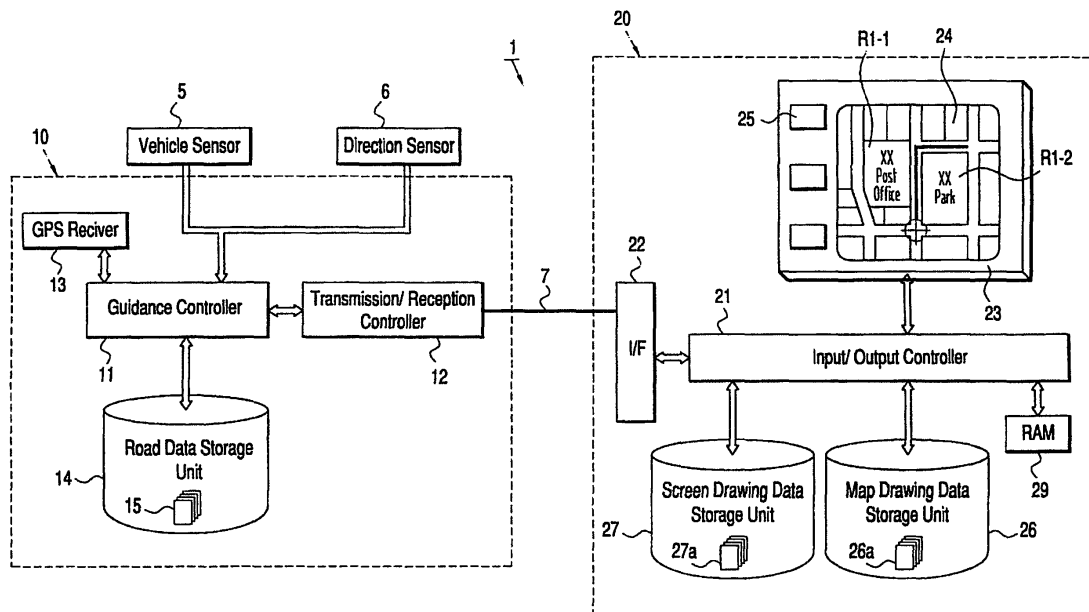 20
R1-1
24
1
5
6
25
Vehicle Sensor
Direction Sensor
10
XX
Post
Office
XX
Park
R1-2
GPS Reciver
13
22
7
23
Guidance Controller
Transmission/ Reception
Controller
21
I/F
Input/ Output Controller
11
12
RAM
29
Road Data Storage
Unit
14
15
Screen Drawing Data
Storage Unit
Map Drawing Data
Storage Unit
27
27a
26a
26